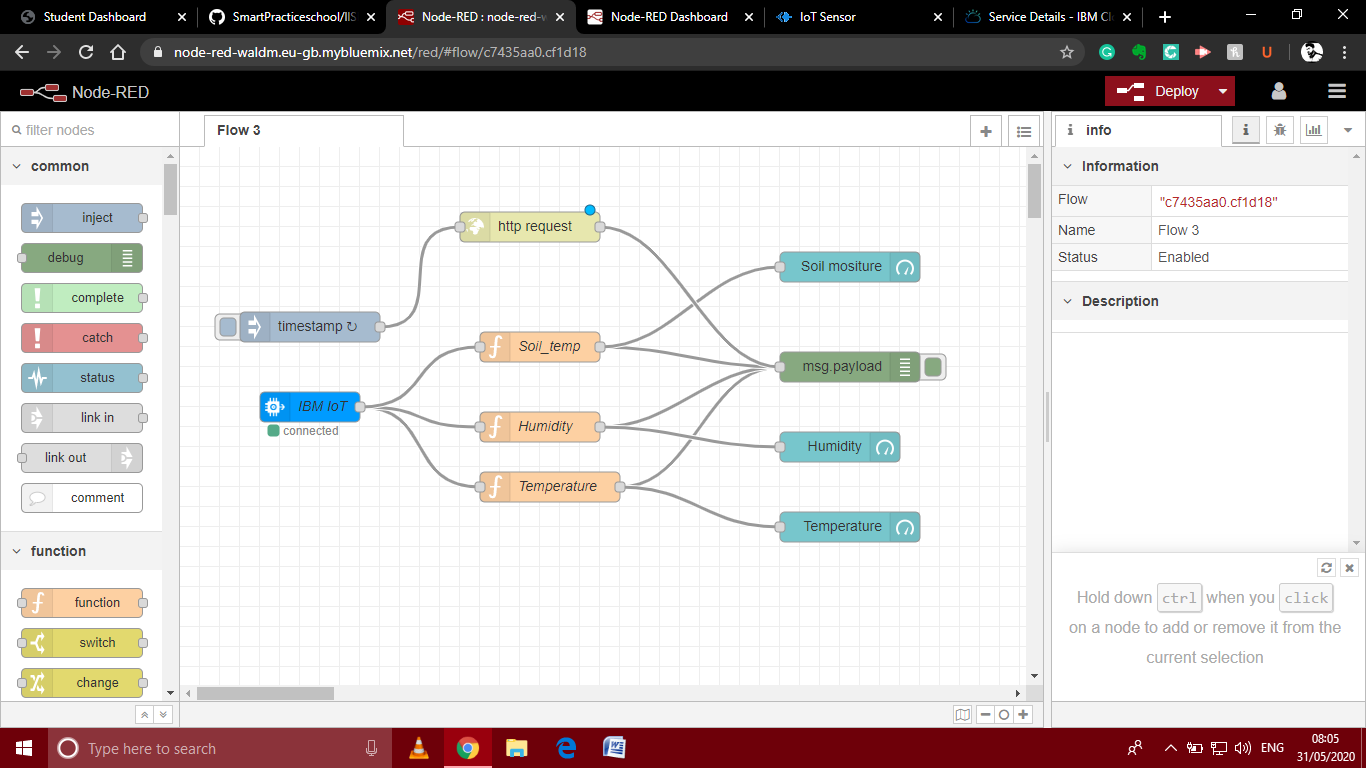 Student Dashboard
SmartPracticeschool/IIS
Node-RED : node-red-w
Node-RED Dashboard
IoT Sensor
Service Details - IBM Cl
node-red-waldm.eu-gb.mybluemix.net/red/#flow/c7435aa0.cf1d18
Node-RED
Deploy
filter nodes
common
inject
debug
complete
catch
status
link in
link out
comment
function
function
switch
change
Flow 3
http request
Soil mositure
timestamp ↻
Soil_temp
msg.payload
IBM IoT
connected
Humidity
Humidity
Temperature
Temperature
info
Information
Flow "c7435aa0.cf1d18"
Name Flow 3
Status Enabled
Description
Hold down ctrl when you click
on a node to add or remove it from the
current selection
Type here to search
ENG
08:05
31/05/2020